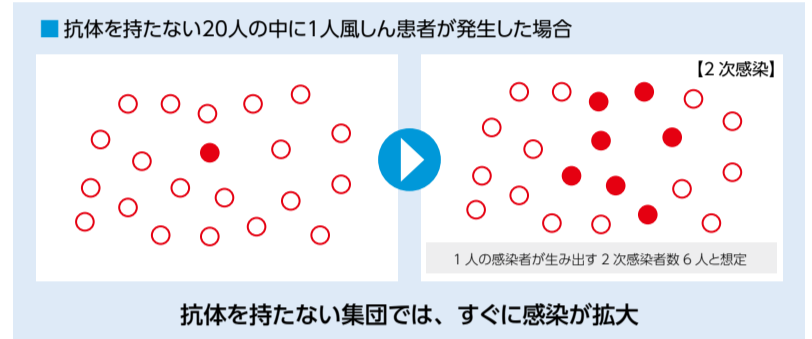 ■抗体を持たない20人の中に1人風しん患者が発生した場合
【2次感染】
1人の感染者が生み出す2次感染者数6人と想定
抗体を持たない集団では、すぐに感染が拡大